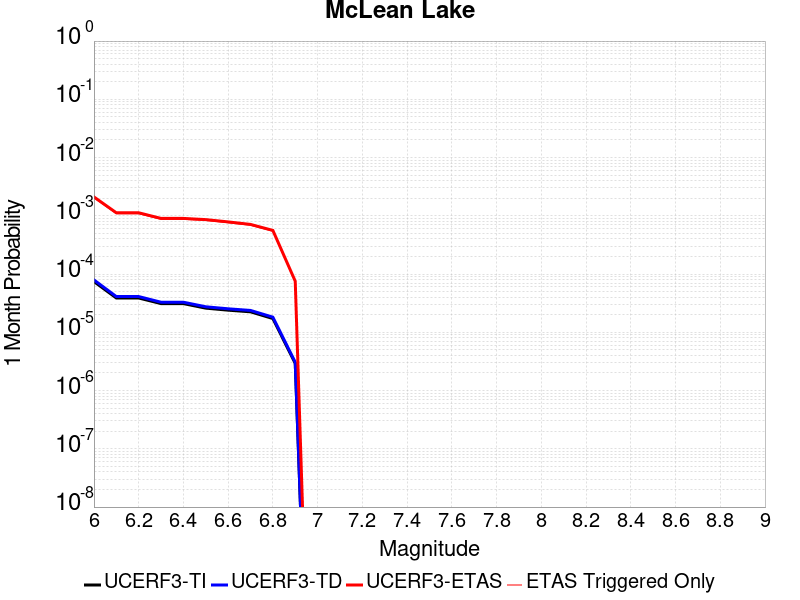 McLean Lake
10 0
10 -1
10 -2
10 -3
10 -4
10 -5
10 -6
10 -7
10 -8
1 Month Probability
6 6.2 6.4 6.6 6.8 7 7.2 7.4 7.6 7.8 8 8.2 8.4 8.6 8.8 9
Magnitude
UCERF3-TI UCERF3-TD UCERF3-ETAS ETAS Triggered Only